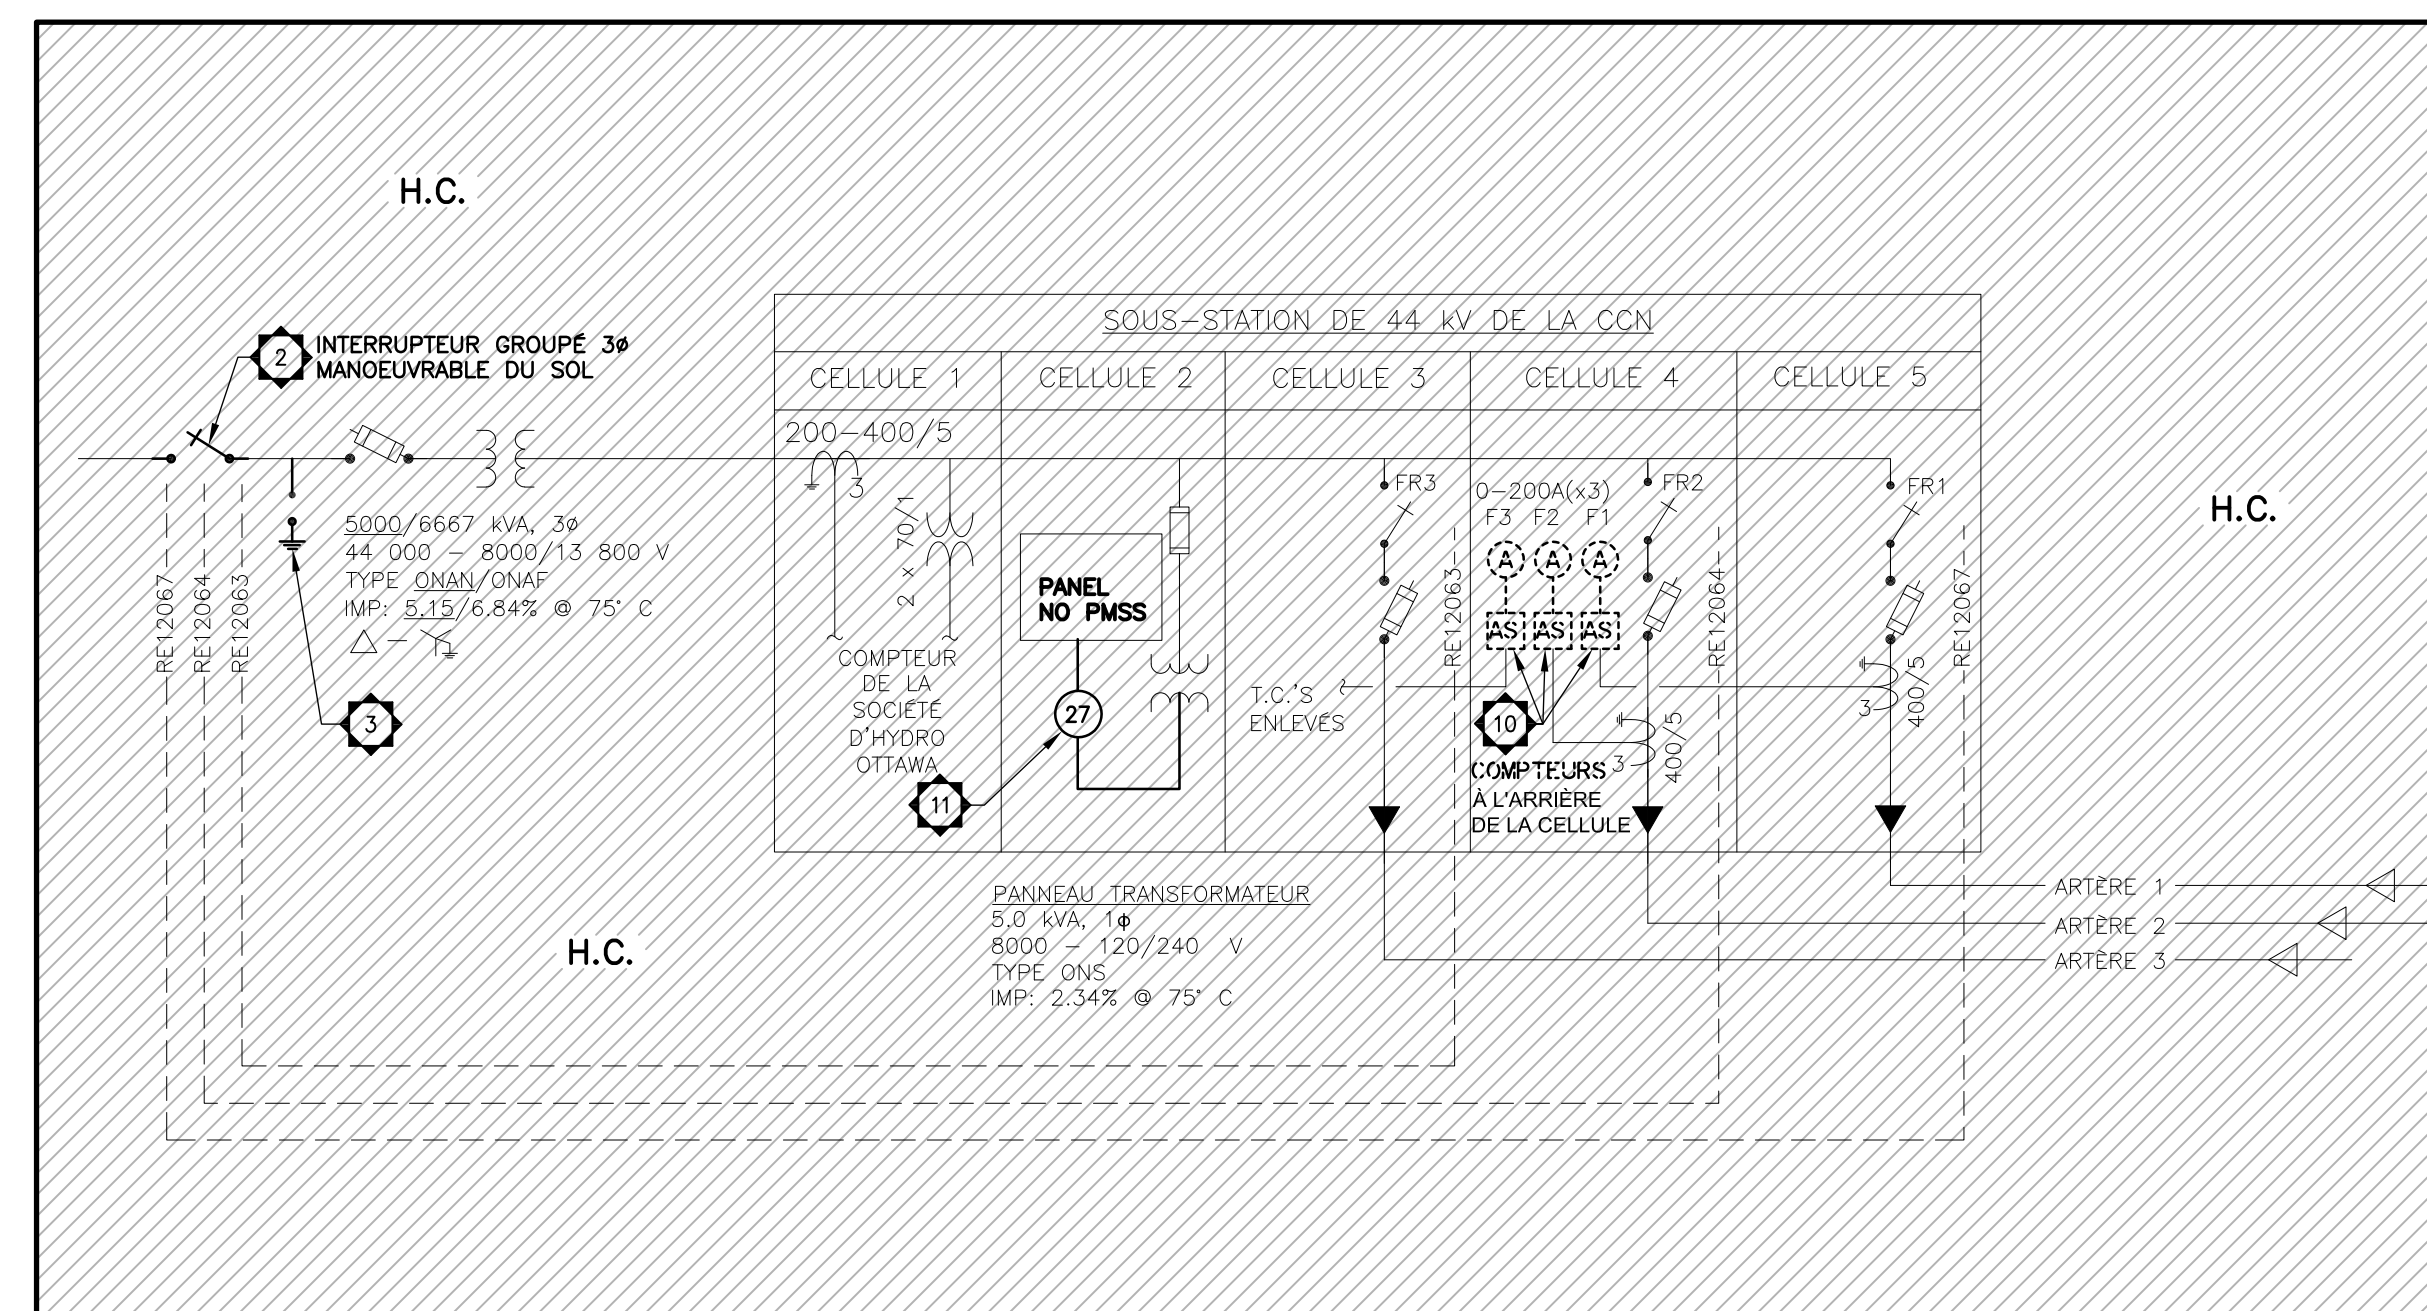 H.C.
SOUS-STATION DE 44 kV DE LA CCN
2
INTERRUPTEUR GROUPÉ 3ø
MANOEUVRABLE DU SOL
CELLULE 1
CELLULE 2
CELLULE 3
CELLULE 4
CELLULE 5
200-400/5
3
2 x 70/1
FR3
0-200A(x3)
F3 F2 F1
FR2
FR1
H.C.
5000/6667 kVA, 3ø
44 000 - 8000/13 800 V
TYPE ONAN/ONAF
IMP: 5.15/6.84% @ 75° C
RE12067
RE12064
RE12063
3
PANEL
NO PMSS
A A A
AS AS AS
RE12063
RE12064
RE12067
COMPTEUR
DE LA
SOCIÉTÉ
D'HYDRO
OTTAWA
27
T.C.'S
ENLEVÉS
10
3
400/5
3
400/5
11
COMPTEURS
À L'ARRIÈRE
DE LA CELLULE
PANNEAU TRANSFORMATEUR
5.0 kVA, 1ϕ
8000 - 120/240 V
TYPE ONS
IMP: 2.34% @ 75° C
ARTÈRE 1
ARTÈRE 2
ARTÈRE 3
H.C.